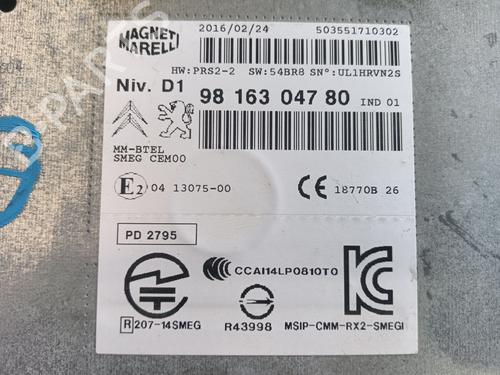 MAGNETI MARELLI
2016/02/24 503551710302
HW:PRS2-2 SW:54BR8 SN°:UL1HRVN2S
Niv. D1 98 163 047 80 IND 01
MM-BTEL
SMEG CEM00
E2 04 13075-00 CE 18770B 26
PD 2795
CCAI14LP0810T0
R 207-14SMEG R43998 MSIP-CMM-RX2-SMEGI
B-PARTS